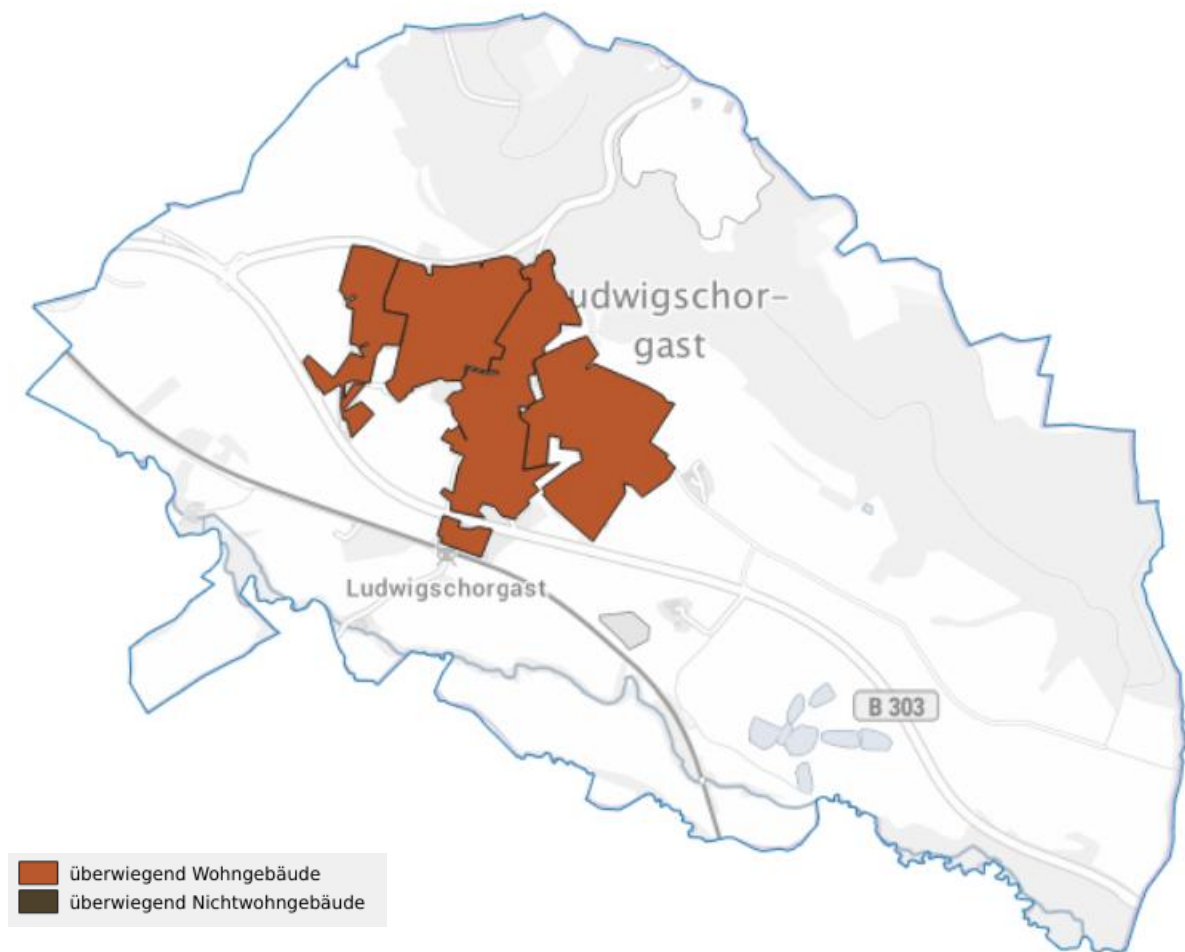 udwigschor-
gast
Ludwigschorgast
B 303
überwiegend Wohngebäude
überwiegend Nichtwohngebäude